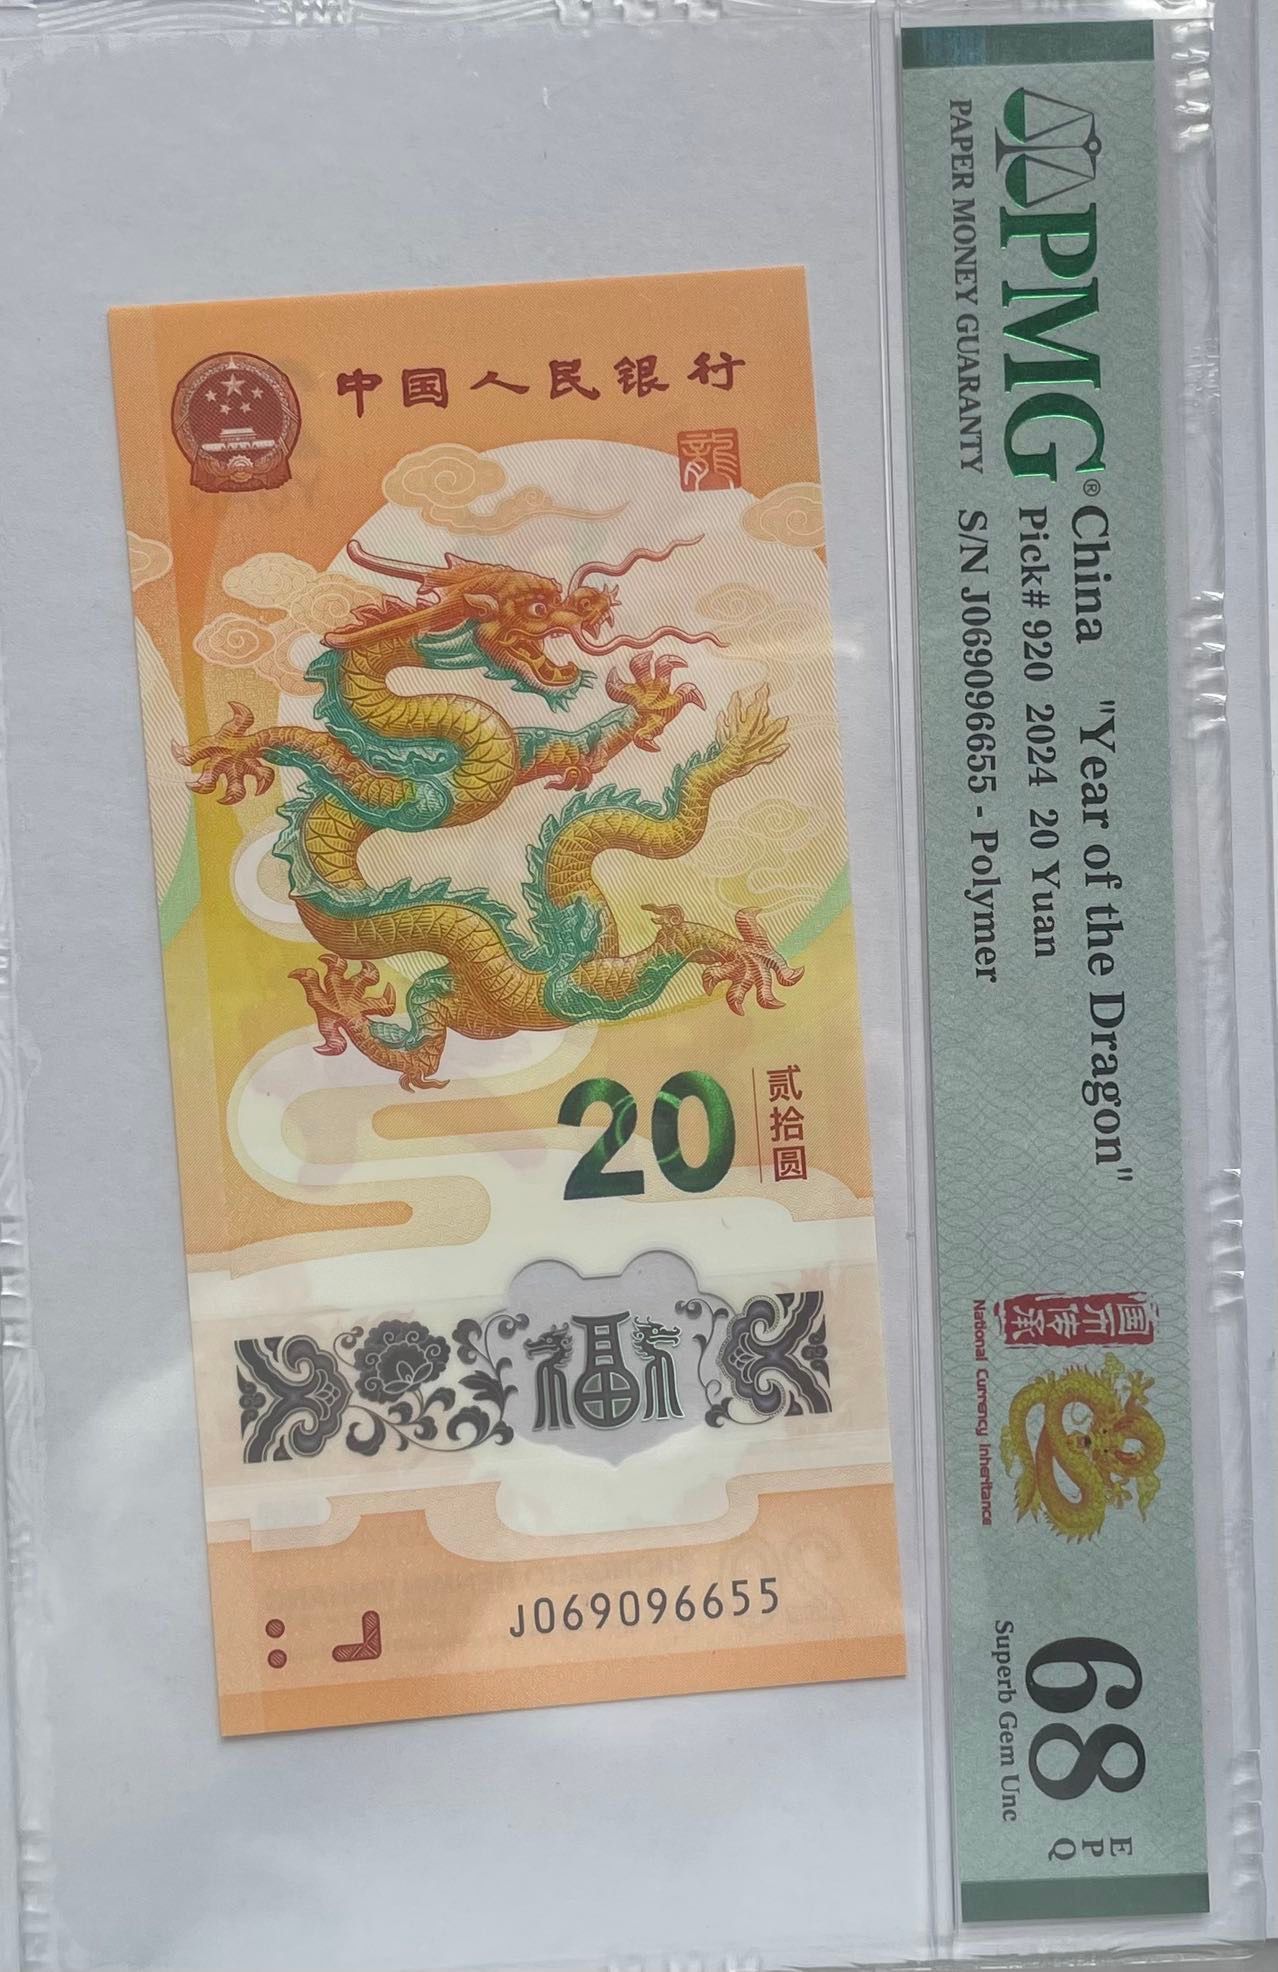 中国人民银行
龍
20
贰拾圆
福
J069096655
PMG®
PAPER MONEY GUARANTY
China "Year of the Dragon"
Pick# 920 2024 20 Yuan
S/N J069096655 - Polymer
国币传承
National Currency Inheritance
68 EPQ
Superb Gem Unc